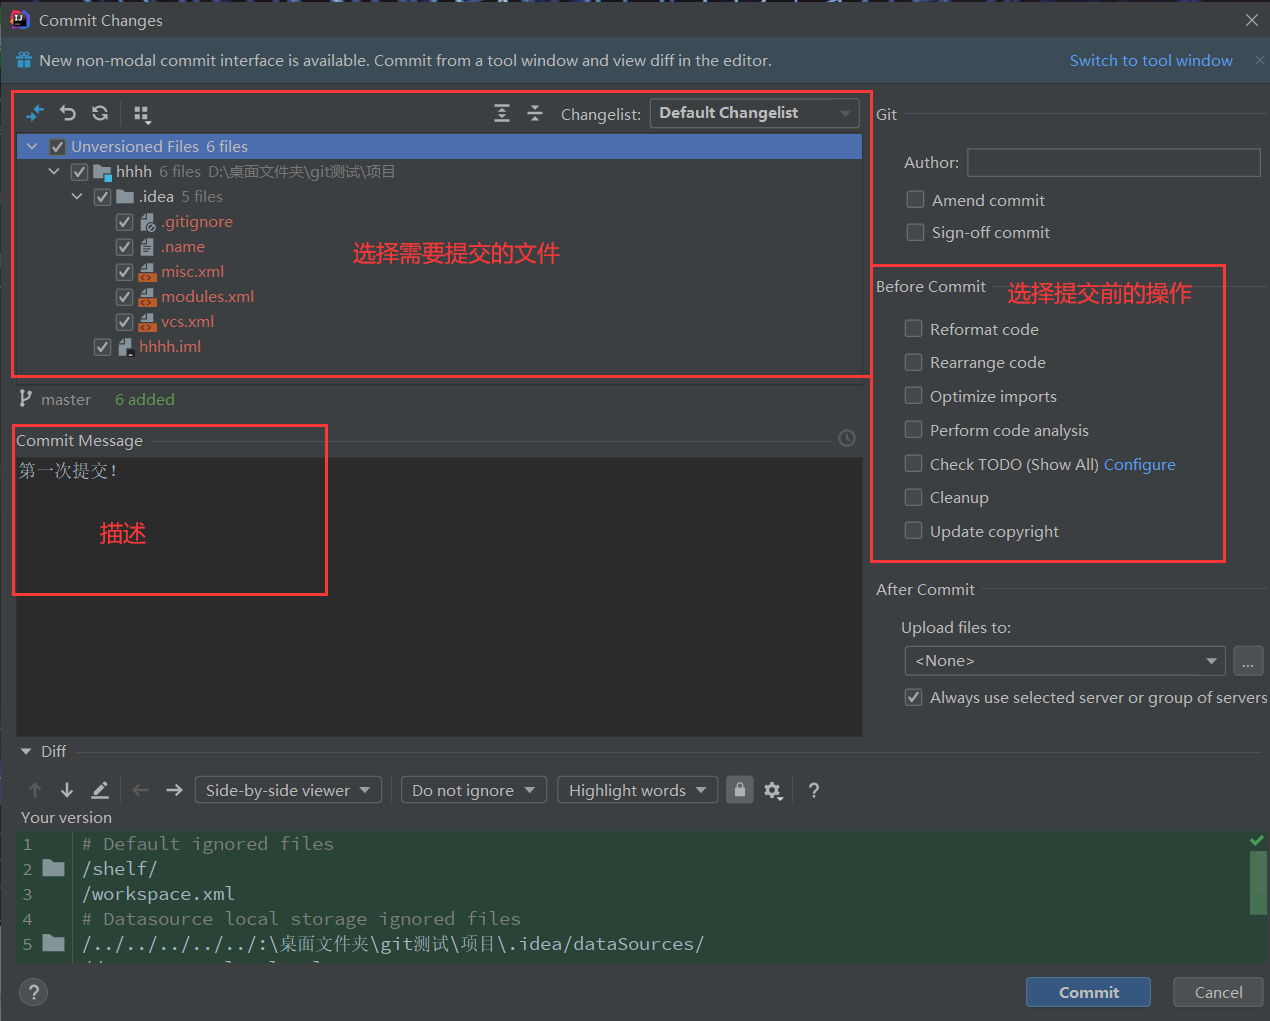 Commit Changes
New non-modal commit interface is available. Commit from a tool window and view diff in the editor.
Switch to tool window
Changelist:
Default Changelist
Unversioned Files 6 files
hhhh 6 files D:\桌面文件夹\git测试\项目
.idea 5 files
.gitignore
.name
misc.xml
modules.xml
vcs.xml
hhhh.iml
选择需要提交的文件
master 6 added
Commit Message
第一次提交!
描述
Git
Author:
Amend commit
Sign-off commit
Before Commit
选择提交前的操作
Reformat code
Rearrange code
Optimize imports
Perform code analysis
Check TODO (Show All) Configure
Cleanup
Update copyright
After Commit
Upload files to:
<None>
...
Always use selected server or group of servers
Diff
Side-by-side viewer
Do not ignore
Highlight words
?
Your version
1 # Default ignored files
2 /shelf/
3 /workspace.xml
4 # Datasource local storage ignored files
5 /../../../../../:\桌面文件夹\git测试\项目\.idea/dataSources/
?
Commit
Cancel